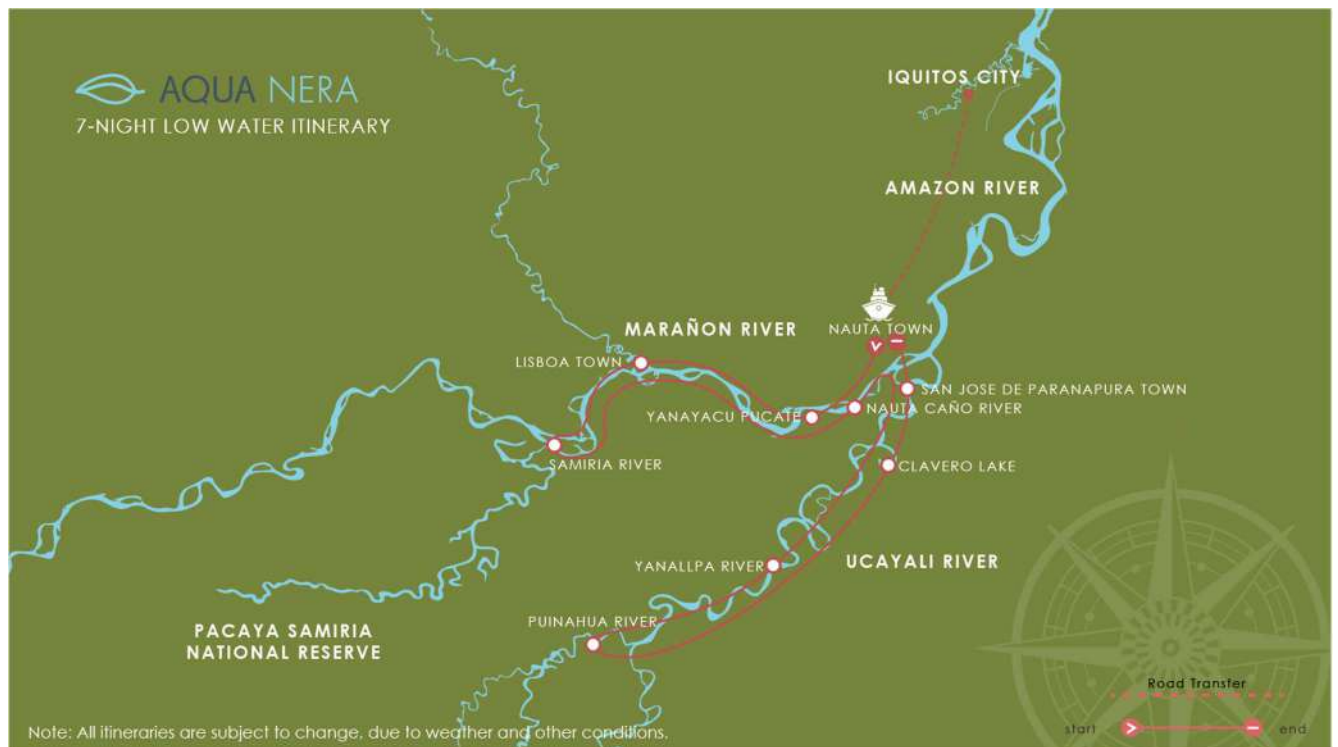 AQUA NERA
7-NIGHT LOW WATER ITINERARY
IQUITOS CITY
AMAZON RIVER
MARAÑON RIVER
NAUTA TOWN
LISBOA TOWN
SAN JOSE DE PARANAPURA TOWN
YANAYACU PUCATE
NAUTA CAÑO RIVER
SAMIRIA RIVER
CLAVERO LAKE
YANALLPA RIVER
UCAYALI RIVER
PUINAHUA RIVER
PACAYA SAMIRIA
NATIONAL RESERVE
Road Transfer
start
end
Note: All itineraries are subject to change, due to weather and other conditions.